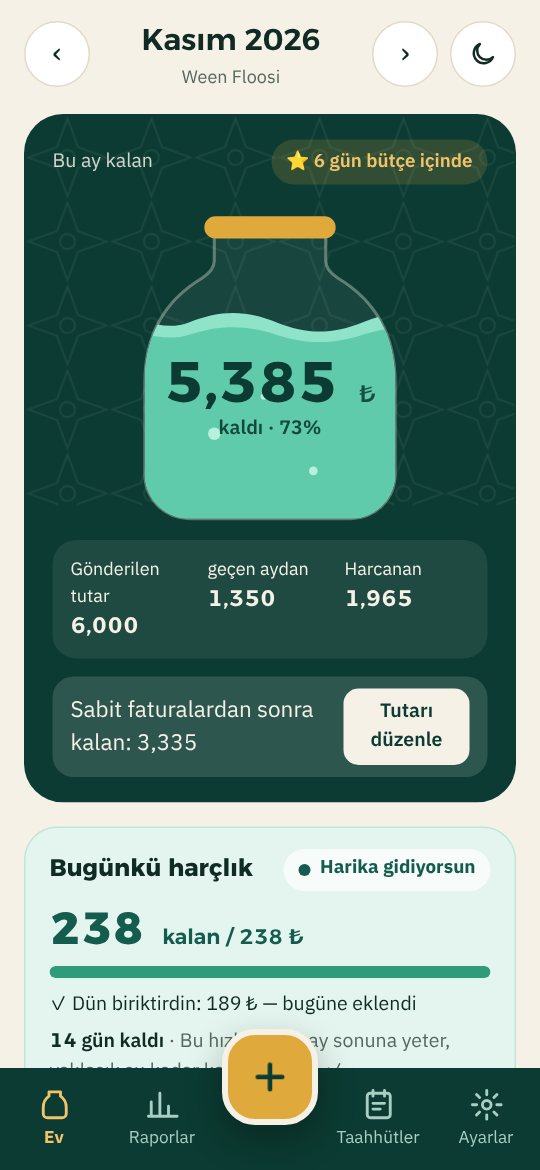 Kasım 2026
Ween Floosi
Bu ay kalan
⭐ 6 gün bütçe içinde
5,385 ₺
kaldı · 73%
Gönderilen tutar
6,000
geçen aydan
1,350
Harcanan
1,965
Sabit faturalardan sonra
kalan: 3,335
Tutarı
düzenle
Bugünkü harçlık
● Harika gidiyorsun
238 kalan / 238 ₺
✓ Dün biriktirdin: 189 ₺ — bugüne eklendi
14 gün kaldı · Bu ay sonuna yeter,
Ev
Raporlar
Taahhütler
Ayarlar